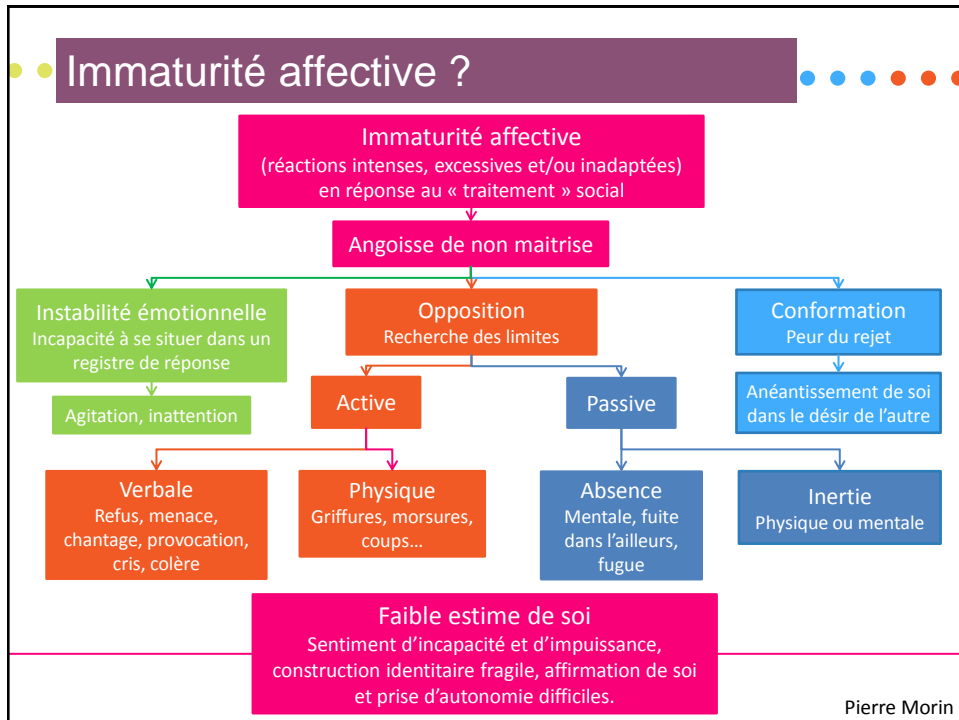 Immaturité affective ?
Immaturité affective
(réactions intenses, excessives et/ou inadaptées)
en réponse au « traitement » social
Angoisse de non maitrise
Instabilité émotionnelle
Incapacité à se situer dans un
registre de réponse
Opposition
Recherche des limites
Conformation
Peur du rejet
Agitation, inattention
Active
Passive
Anéantissement de soi
dans le désir de l’autre
Verbale
Refus, menace,
chantage, provocation,
cris, colère
Physique
Griffures, morsures,
coups…
Absence
Mentale, fuite
dans l’ailleurs,
fugue
Inertie
Physique ou mentale
Faible estime de soi
Sentiment d’incapacité et d’impuissance,
construction identitaire fragile, affirmation de soi
et prise d’autonomie difficiles.
Pierre Morin